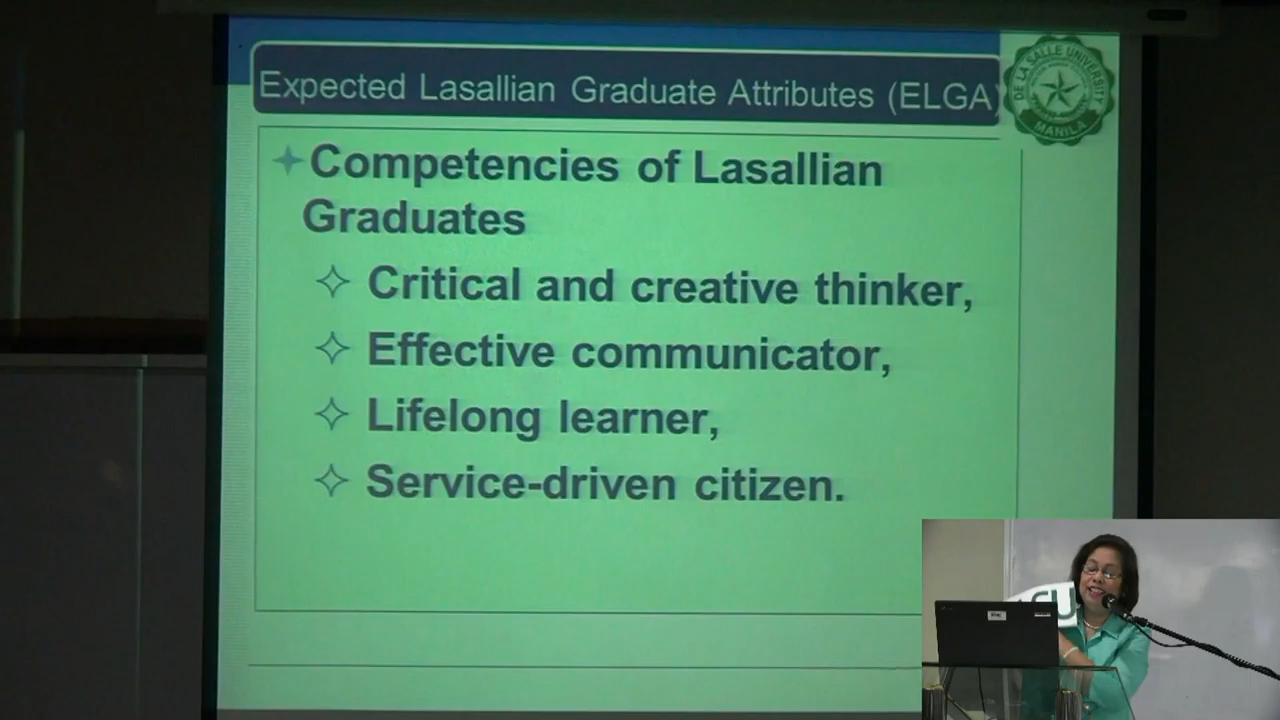 Expected Lasallian Graduate Attributes (ELGA)
DE LA SALLE UNIVERSITY
MANILA
Competencies of Lasallian
Graduates
Critical and creative thinker,
Effective communicator,
Lifelong learner,
Service-driven citizen.